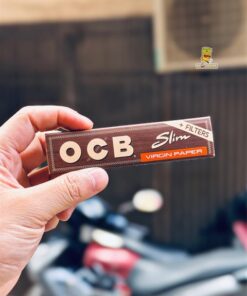 OCB
Slim
+ FILTERS
VIRGIN PAPER